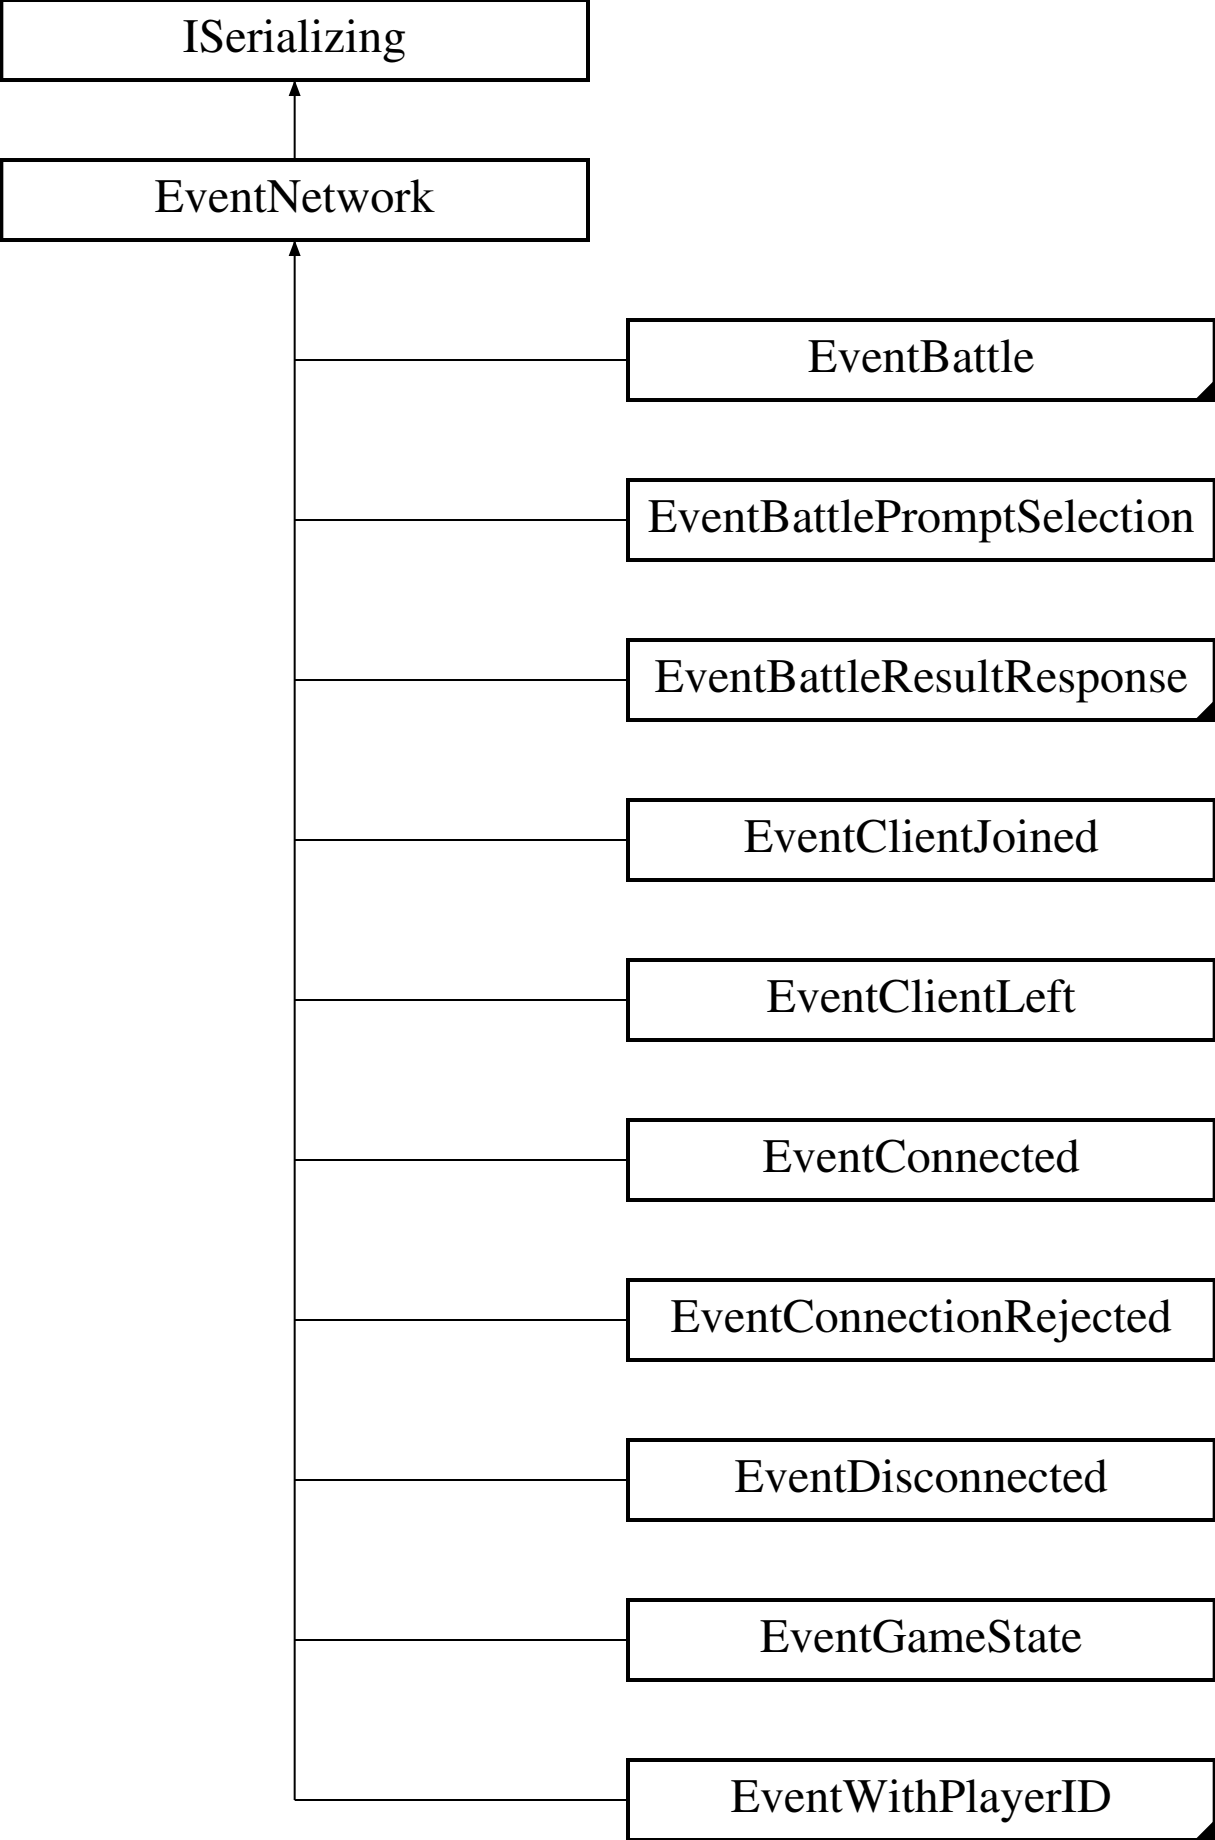 ISerializing
EventNetwork
EventBattle
EventBattlePromptSelection
EventBattleResultResponse
EventClientJoined
EventClientLeft
EventConnected
EventConnectionRejected
EventDisconnected
EventGameState
EventWithPlayerID